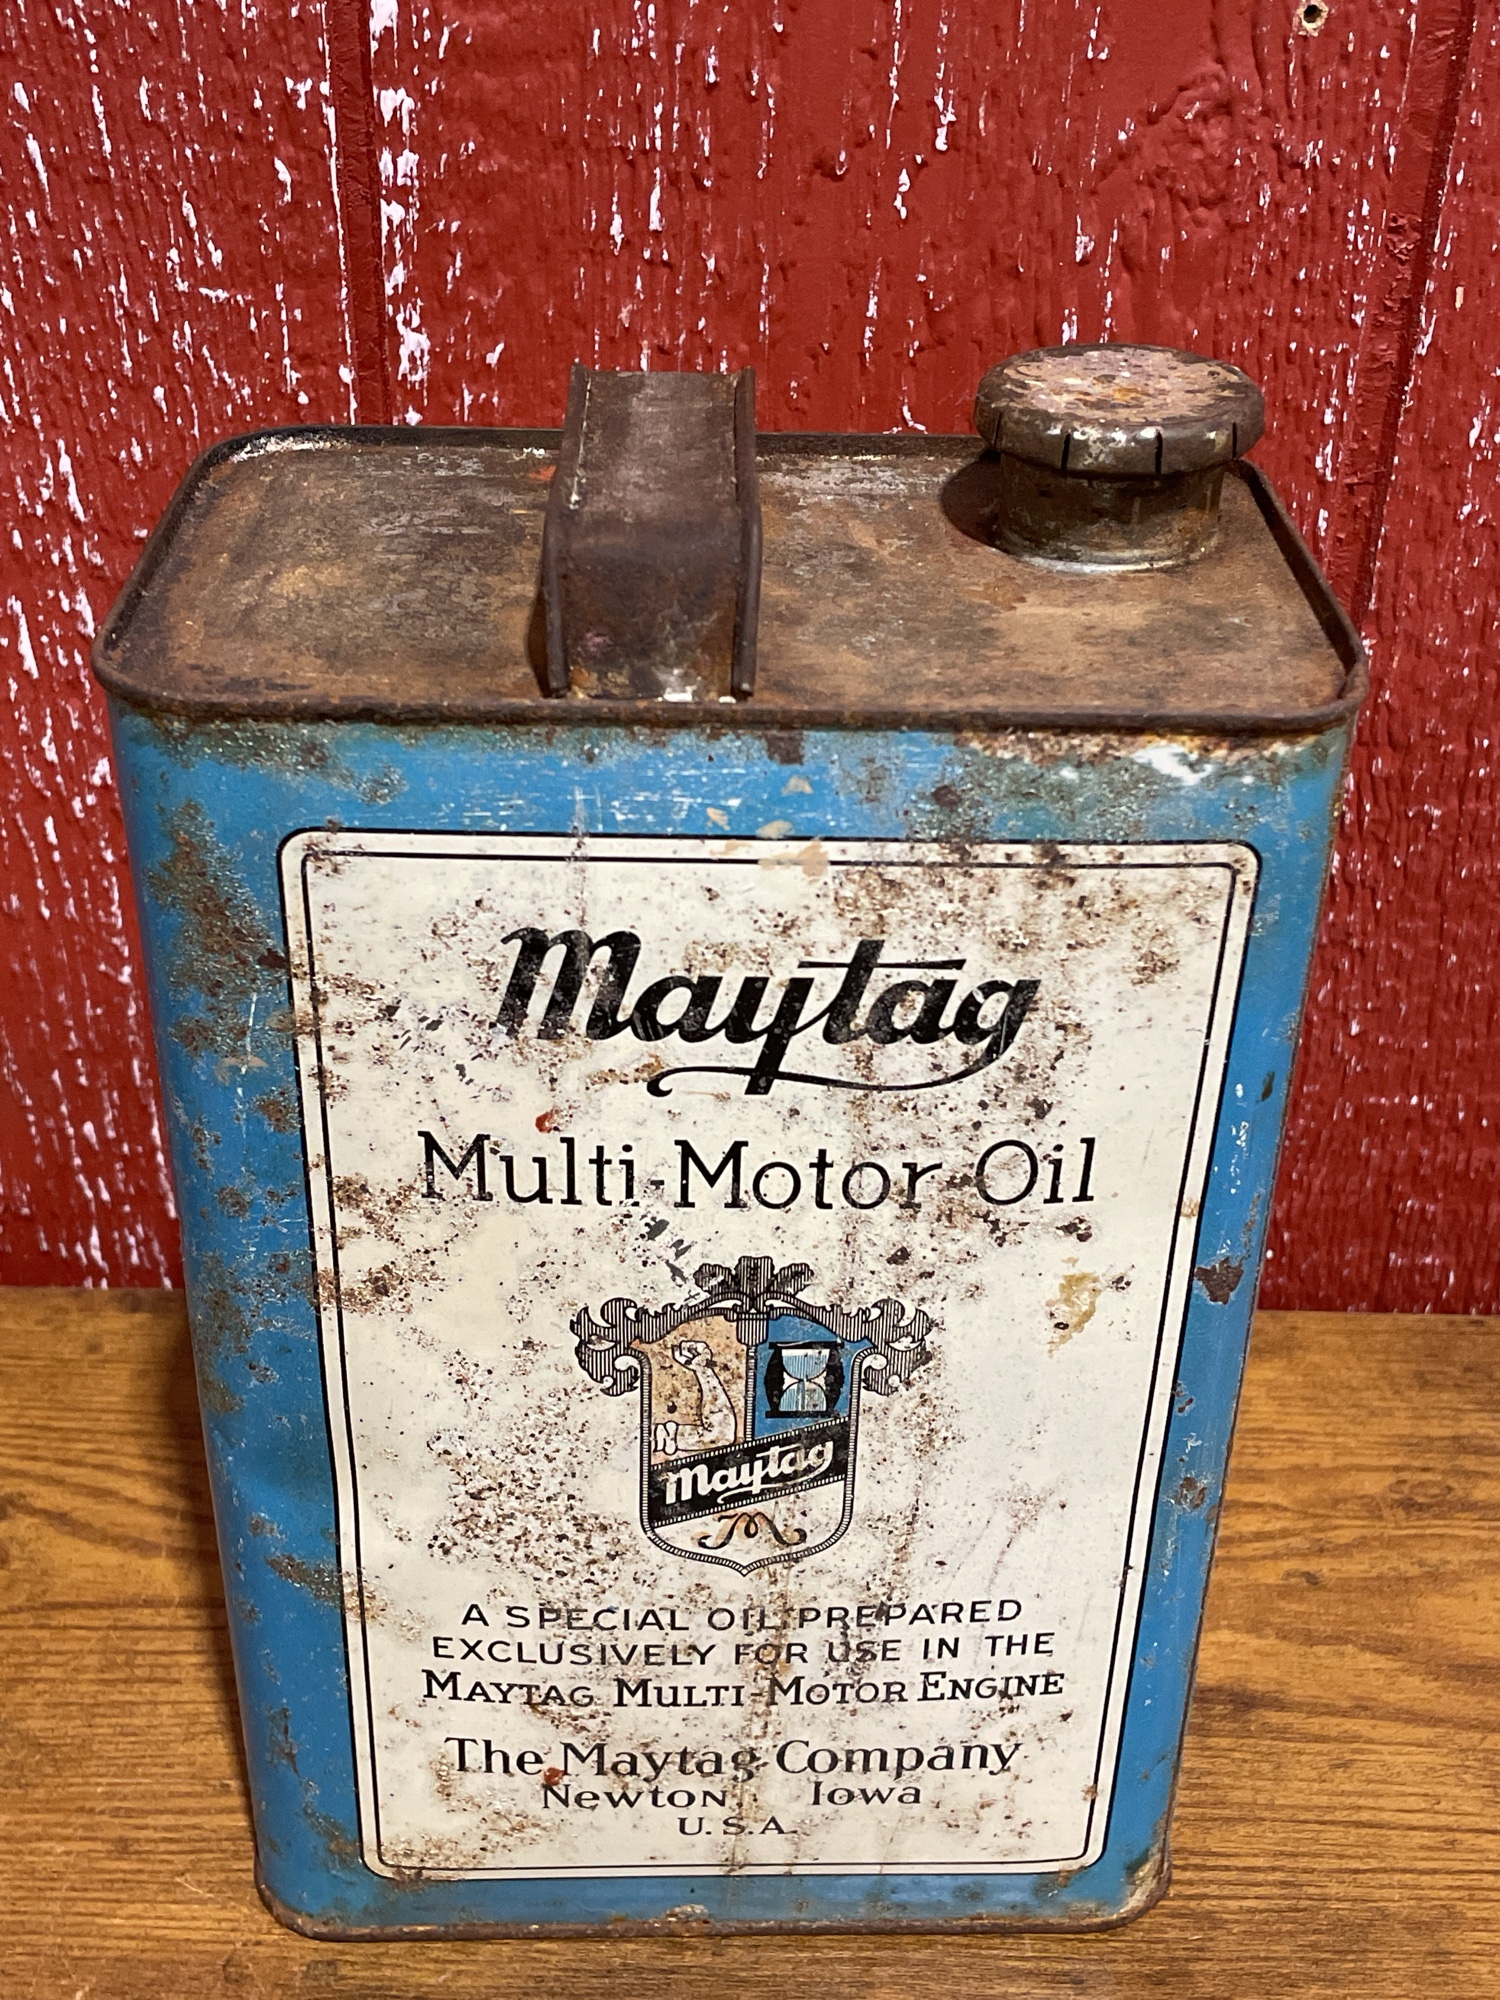 Maytag
Multi-Motor Oil
Maytag
M
A SPECIAL OIL PREPARED
EXCLUSIVELY FOR USE IN THE
MAYTAG MULTI-MOTOR ENGINE
The Maytag Company
Newton, Iowa
U.S.A.